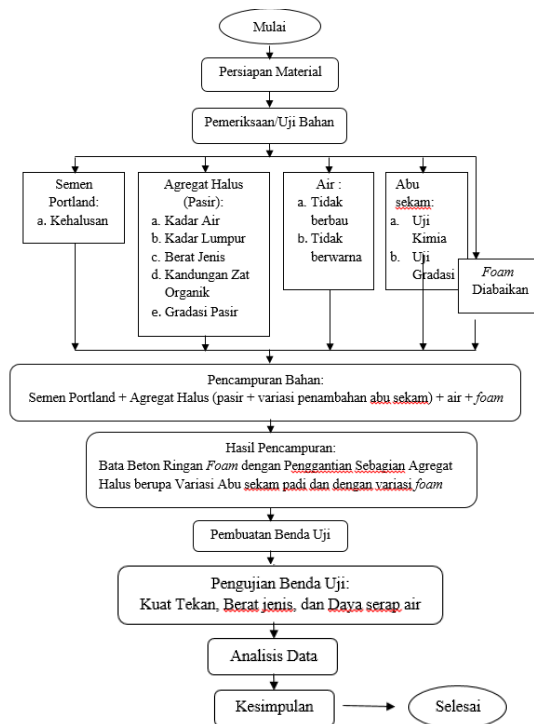 Mulai
Persiapan Material
Pemeriksaan/Uji Bahan
Semen
Portland:
a. Kehalusan
Agregat Halus
(Pasir):
a. Kadar Air
b. Kadar Lumpur
c. Berat Jenis
d. Kandungan Zat
Organik
e. Gradasi Pasir
Air :
a. Tidak
berbau
b. Tidak
berwarna
Abu
sekam:
a. Uji
Kimia
b. Uji
Gradasi
Foam
Diabaikan
Pencampuran Bahan:
Semen Portland + Agregat Halus (pasir + variasi penambahan abu sekam) + air + foam
Hasil Pencampuran:
Bata Beton Ringan Foam dengan Penggantian Sebagian Agregat
Halus berupa Variasi Abu sekam padi dan dengan variasi foam
Pembuatan Benda Uji
Pengujian Benda Uji:
Kuat Tekan, Berat jenis, dan Daya serap air
Analisis Data
Kesimpulan
Selesai